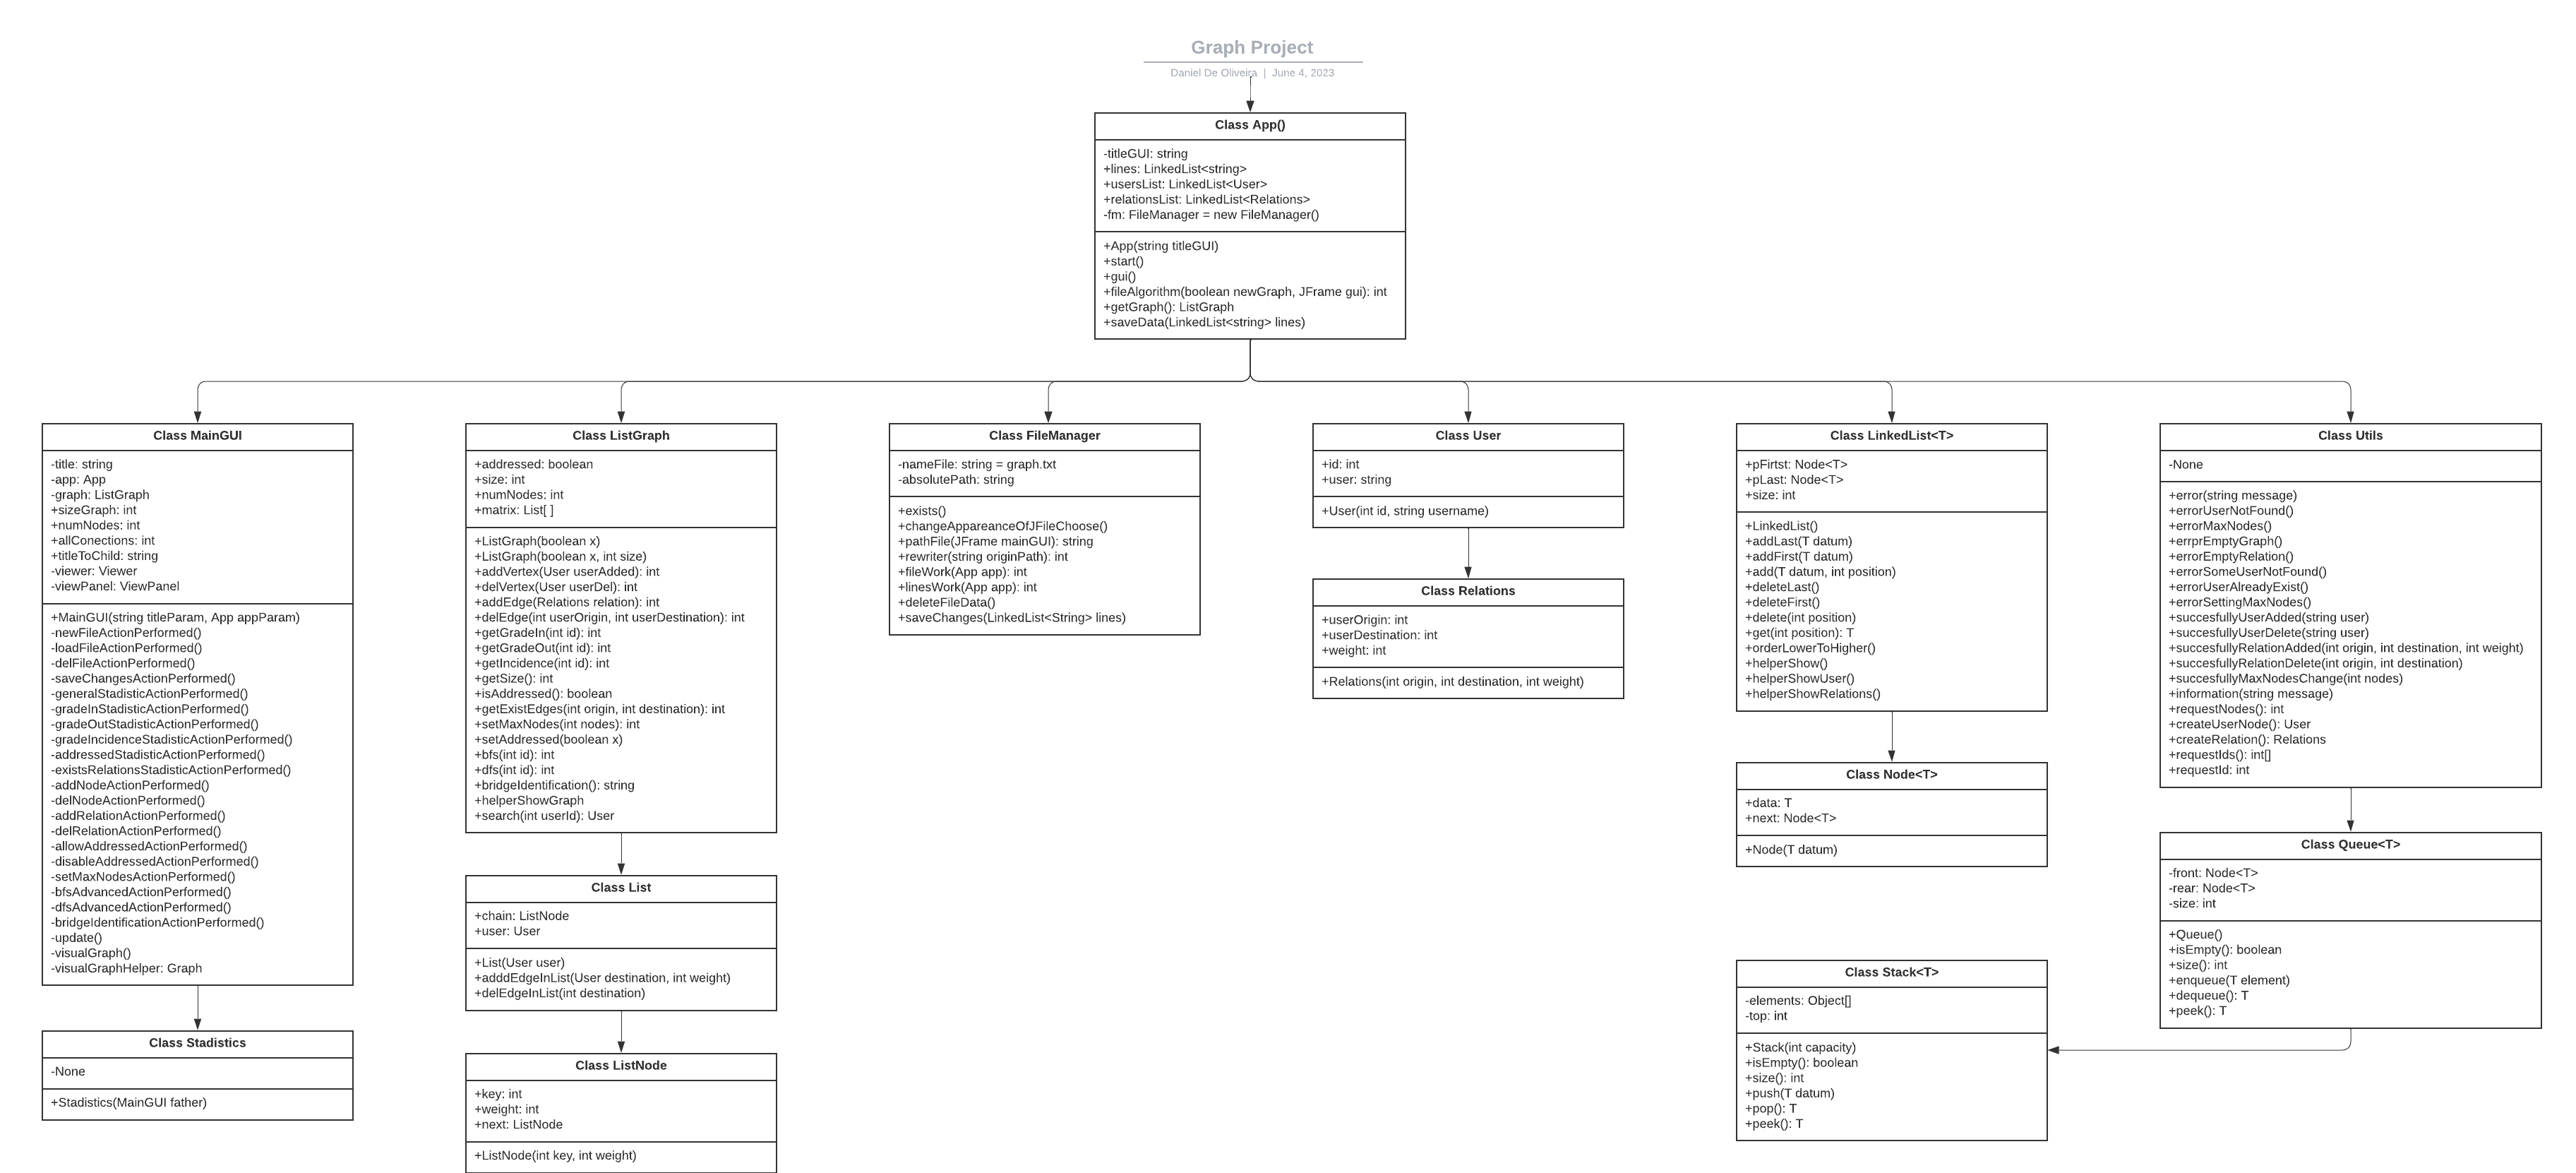 Graph Project
Daniel De Oliveira | June 4, 2023
Class App()
-titleGUI: string
+lines: LinkedList<string>
+usersList: LinkedList<User>
+relationsList: LinkedList<Relations>
-fm: FileManager = new FileManager()
+App(string titleGUI)
+start()
+gui()
+fileAlgorithm(boolean newGraph, JFrame gui): int
+getGraph(): ListGraph
+saveData(LinkedList<string> lines)
Class MainGUI
-title: string
-app: App
-graph: ListGraph
+sizeGraph: int
+numNodes: int
+allConections: int
+titleToChild: string
-viewer: Viewer
-viewPanel: ViewPanel
+MainGUI(string titleParam, App appParam)
-newFileActionPerformed()
-loadFileActionPerformed()
-delFileActionPerformed()
-saveChangesActionPerformed()
-generalStadisticActionPerformed()
-gradeInStadisticActionPerformed()
-gradeOutStadisticActionPerformed()
-gradeIncidenceStadisticActionPerformed()
-addressedStadisticActionPerformed()
-existsRelationsStadisticActionPerformed()
-addNodeActionPerformed()
-delNodeActionPerformed()
-addRelationActionPerformed()
-delRelationActionPerformed()
-allowAddressedActionPerformed()
-disableAddressedActionPerformed()
-setMaxNodesActionPerformed()
-bfsAdvancedActionPerformed()
-dfsAdvancedActionPerformed()
-bridgeIdentificationActionPerformed()
-update()
-visualGraph()
-visualGraphHelper: Graph
Class Stadistics
-None
+Stadistics(MainGUI father)
Class ListGraph
+addressed: boolean
+size: int
+numNodes: int
+matrix: List[ ]
+ListGraph(boolean x)
+ListGraph(boolean x, int size)
+addVertex(User userAdded): int
+delVertex(User userDel): int
+addEdge(Relations relation): int
+delEdge(int userOrigin, int userDestination): int
+getGradeIn(int id): int
+getGradeOut(int id): int
+getIncidence(int id): int
+getSize(): int
+isAddressed(): boolean
+getExistEdges(int origin, int destination): int
+setMaxNodes(int nodes): int
+setAddressed(boolean x)
+bfs(int id): int
+dfs(int id): int
+bridgeIdentification(): string
+helperShowGraph
+search(int userId): User
Class List
+chain: ListNode
+user: User
+List(User user)
+adddEdgeInList(User destination, int weight)
+delEdgeInList(int destination)
Class ListNode
+key: int
+weight: int
+next: ListNode
+ListNode(int key, int weight)
Class FileManager
-nameFile: string = graph.txt
-absolutePath: string
+exists()
+changeAppareanceOfJFileChoose()
+pathFile(JFrame mainGUI): string
+rewriter(string originPath): int
+fileWork(App app): int
+linesWork(App app): int
+deleteFileData()
+saveChanges(LinkedList<String> lines)
Class User
+id: int
+user: string
+User(int id, string username)
Class Relations
+userOrigin: int
+userDestination: int
+weight: int
+Relations(int origin, int destination, int weight)
Class LinkedList<T>
+pFirtst: Node<T>
+pLast: Node<T>
+size: int
+LinkedList()
+addLast(T datum)
+addFirst(T datum)
+add(T datum, int position)
+deleteLast()
+deleteFirst()
+delete(int position)
+get(int position): T
+orderLowerToHigher()
+helperShow()
+helperShowUser()
+helperShowRelations()
Class Node<T>
+data: T
+next: Node<T>
+Node(T datum)
Class Stack<T>
-elements: Object[]
-top: int
+Stack(int capacity)
+isEmpty(): boolean
+size(): int
+push(T datum)
+pop(): T
+peek(): T
Class Utils
-None
+error(string message)
+errorUserNotFound()
+errorMaxNodes()
+errprEmptyGraph()
+errorEmptyRelation()
+errorSomeUserNotFound()
+errorUserAlreadyExist()
+errorSettingMaxNodes()
+succesfullyUserAdded(string user)
+succesfullyUserDelete(string user)
+succesfullyRelationAdded(int origin, int destination, int weight)
+succesfullyRelationDelete(int origin, int destination)
+succesfullyMaxNodesChange(int nodes)
+information(string message)
+requestNodes(): int
+createUserNode(): User
+createRelation(): Relations
+requestIds(): int[]
+requestId: int
Class Queue<T>
-front: Node<T>
-rear: Node<T>
-size: int
+Queue()
+isEmpty(): boolean
+size(): int
+enqueue(T element)
+dequeue(): T
+peek(): T